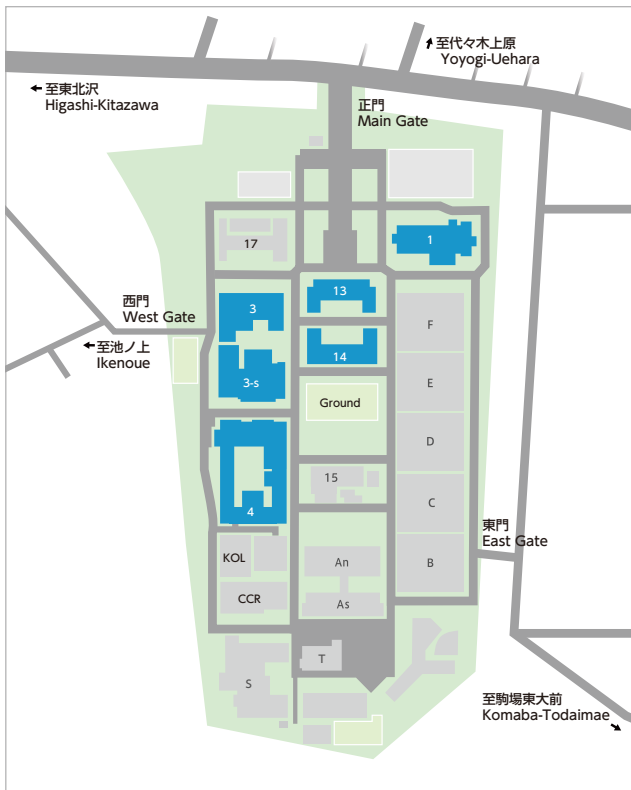 至代々木上原
Yoyogi-Uehara
至東北沢
Higashi-Kitazawa
正門
Main Gate
17
1
13
西門
West Gate
3
14
F
至池ノ上
Ikenoue
3-s
E
Ground
D
15
4
C
東門
East Gate
KOL
An
B
CCR
As
T
S
至駒場東大前
Komaba-Todaimae